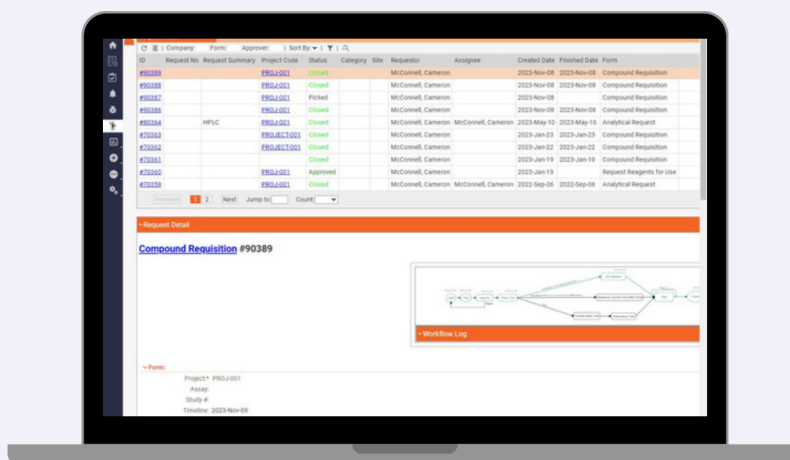 Company: Form: Approver: Sort By:
ID Request No Request Summary Project Code Status Category Site Requestor Assignee Created Date Finished Date Form
#90389 PROJ-001 Closed McConnell, Cameron 2023-Nov-08 2023-Nov-08 Compound Requisition
#90388 PROJ-001 Closed McConnell, Cameron 2023-Nov-08 2023-Nov-08 Compound Requisition
#90387 PROJ-001 Picked McConnell, Cameron 2023-Nov-08 Compound Requisition
#90386 PROJ-001 Closed McConnell, Cameron 2023-Nov-08 2023-Nov-08 Compound Requisition
#80364 HPLC PROJ-001 Closed McConnell, Cameron McConnell, Cameron 2023-May-10 2023-May-10 Analytical Request
#70363 PROJECT-001 Closed McConnell, Cameron 2023-Jan-23 2023-Jan-23 Compound Requisition
#70362 PROJECT-001 Closed McConnell, Cameron 2023-Jan-22 2023-Jan-22 Compound Requisition
#70361 Closed McConnell, Cameron 2023-Jan-19 2023-Jan-19 Compound Requisition
#70360 PROJ-001 Approved McConnell, Cameron 2023-Jan-19 Request Reagents for Use
#70359 PROJ-001 Closed McConnell, Cameron McConnell, Cameron 2022-Sep-06 2022-Sep-06 Analytical Request
Previous 1 2 Next Jump to: Count:
Request Detail
Compound Requisition #90389
Workflow Log
Form:
Project:* PROJ-001
Assay:
Study #:
Timeline: 2023-Nov-09